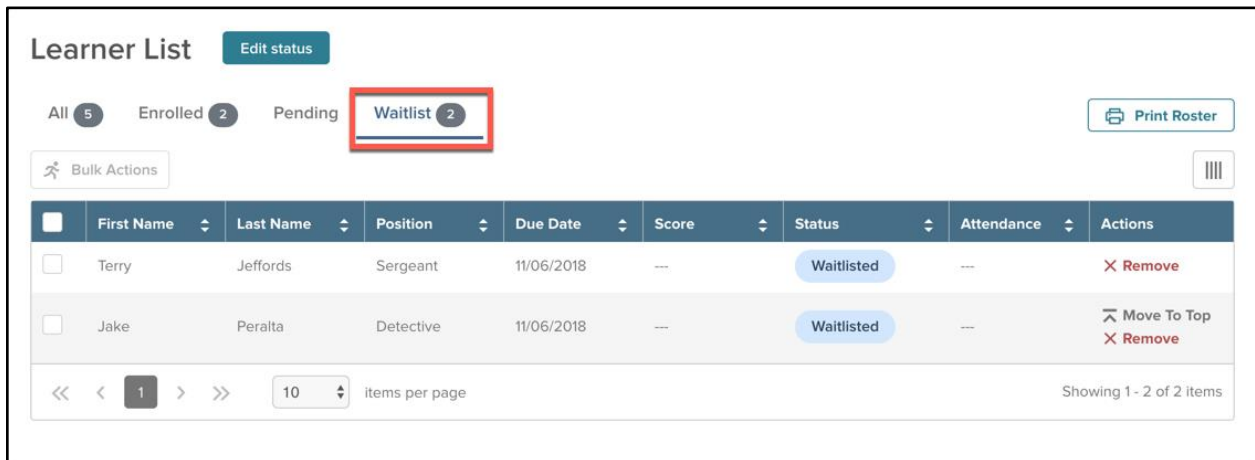 Learner List Edit status
All 5 Enrolled 2 Pending Waitlist 2 Print Roster
Bulk Actions
First Name Last Name Position Due Date Score Status Attendance Actions
Terry Jeffords Sergeant 11/06/2018 --- Waitlisted --- Remove
Jake Peralta Detective 11/06/2018 --- Waitlisted --- Move To Top
Remove
1 10 items per page Showing 1 - 2 of 2 items